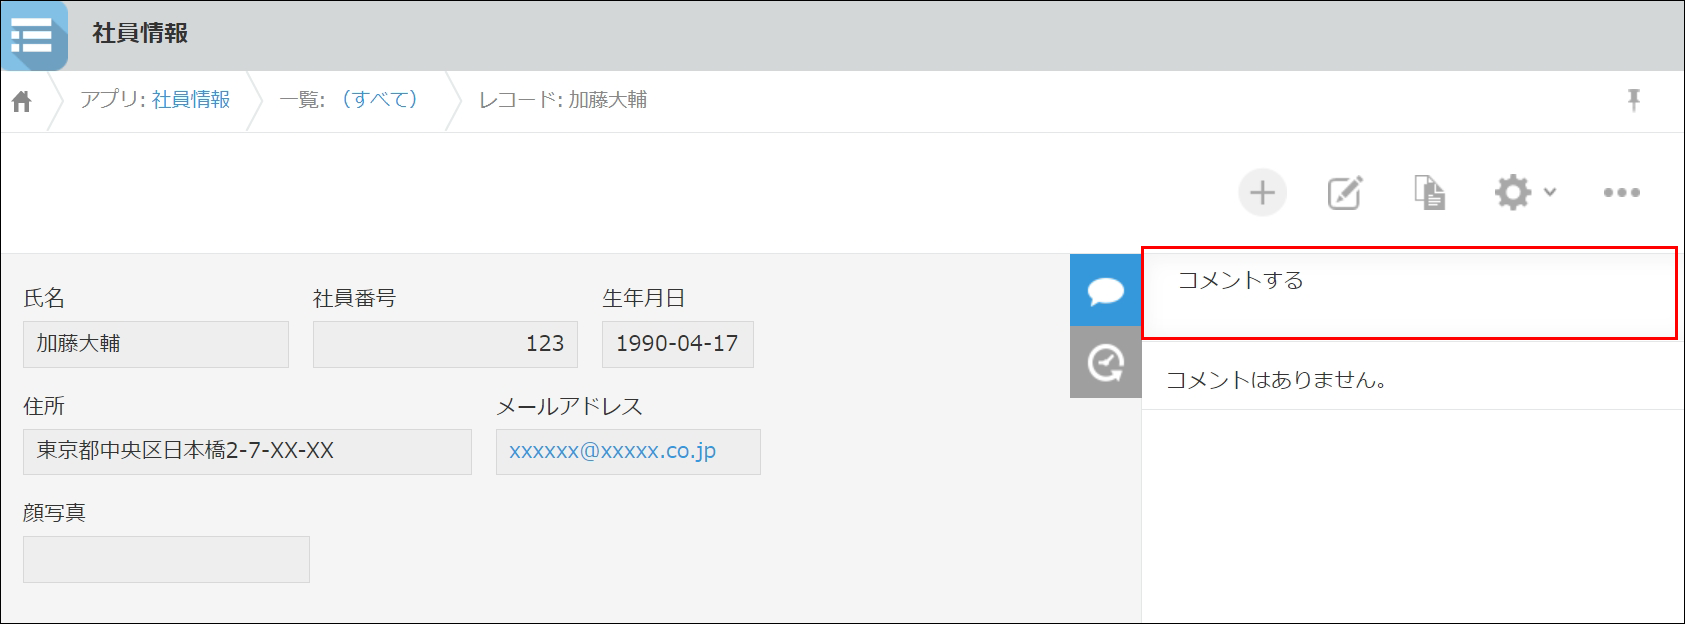 社員情報
アプリ: 社員情報 一覧: (すべて) レコード: 加藤大輔
コメントする
氏名 社員番号 生年月日
加藤大輔 123 1990-04-17
コメントはありません。
住所 メールアドレス
東京都中央区日本橋2-7-XX-XX xxxxxx@xxxxx.co.jp
顔写真